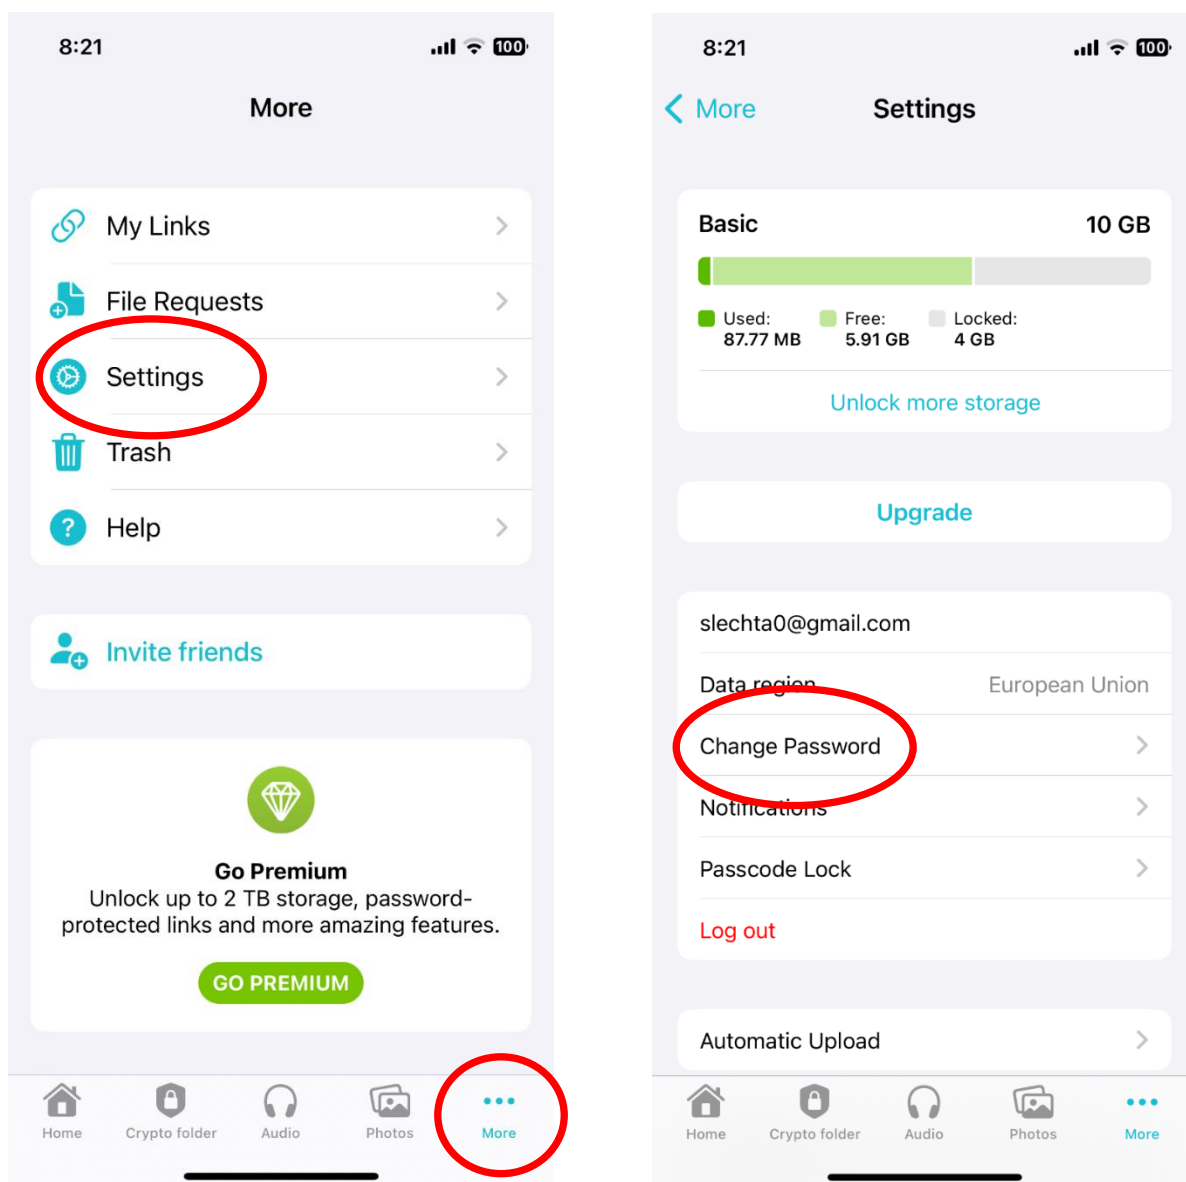 8:21
100
More
My Links
File Requests
Settings
Trash
Help
Invite friends
Go Premium
Unlock up to 2 TB storage, password-
protected links and more amazing features.
GO PREMIUM
Home Crypto folder Audio Photos More
8:21
100
More Settings
Basic 10 GB
Used: Free: Locked:
87.77 MB 5.91 GB 4 GB
Unlock more storage
Upgrade
slechta0@gmail.com
Data region European Union
Change Password
Notifications
Passcode Lock
Log out
Automatic Upload
Home Crypto folder Audio Photos More